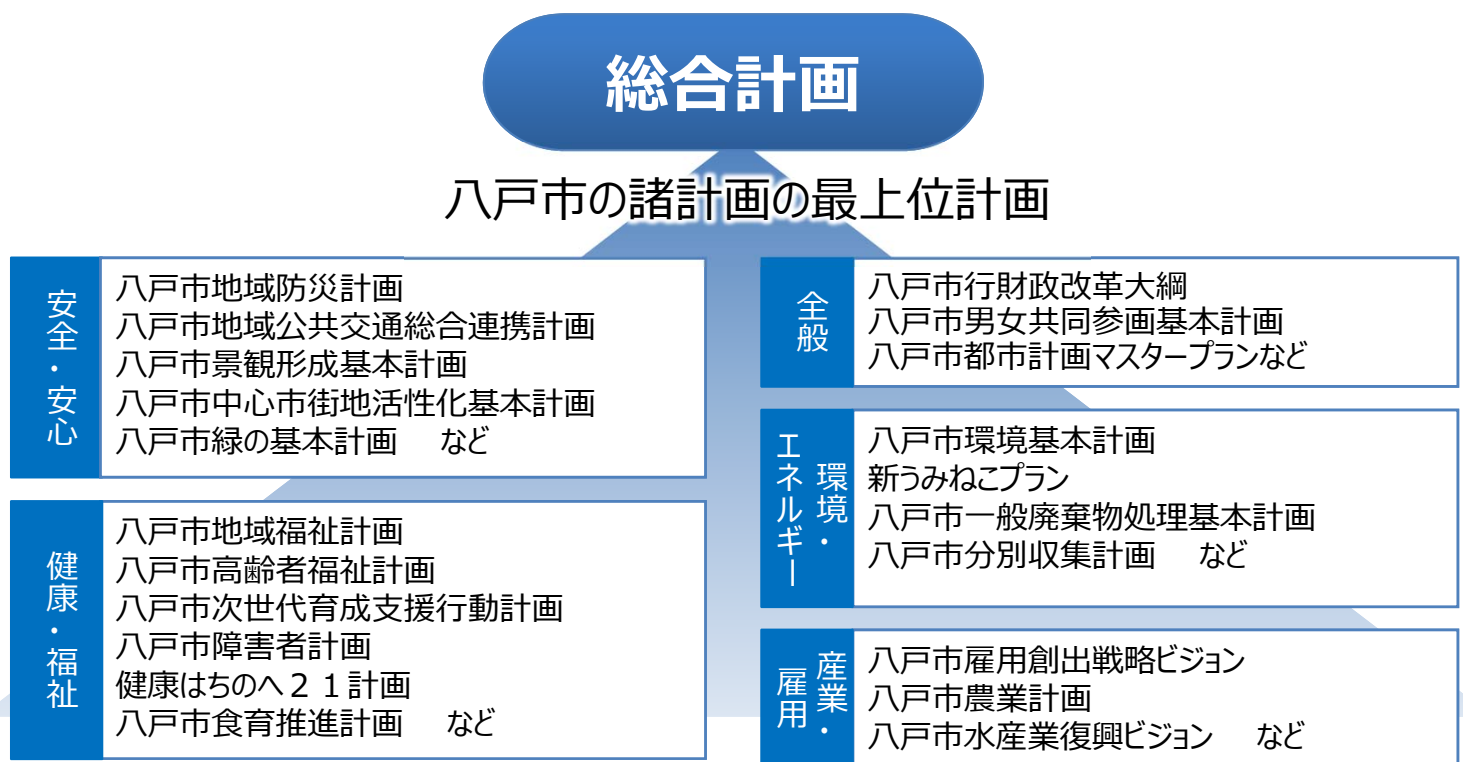 総合計画
八戸市の諸計画の最上位計画
安全・安心
八戸市地域防災計画
八戸市地域公共交通総合連携計画
八戸市景観形成基本計画
八戸市中心市街地活性化基本計画
八戸市緑の基本計画　など
健康・福祉
八戸市地域福祉計画
八戸市高齢者福祉計画
八戸市次世代育成支援行動計画
八戸市障害者計画
健康はちのへ２１計画
八戸市食育推進計画　など
全般
八戸市行財政改革大綱
八戸市男女共同参画基本計画
八戸市都市計画マスタープランなど
環境・
エネルギー
八戸市環境基本計画
新うみねこプラン
八戸市一般廃棄物処理基本計画
八戸市分別収集計画　など
産業・
雇用
八戸市雇用創出戦略ビジョン
八戸市農業計画
八戸市水産業復興ビジョン　など